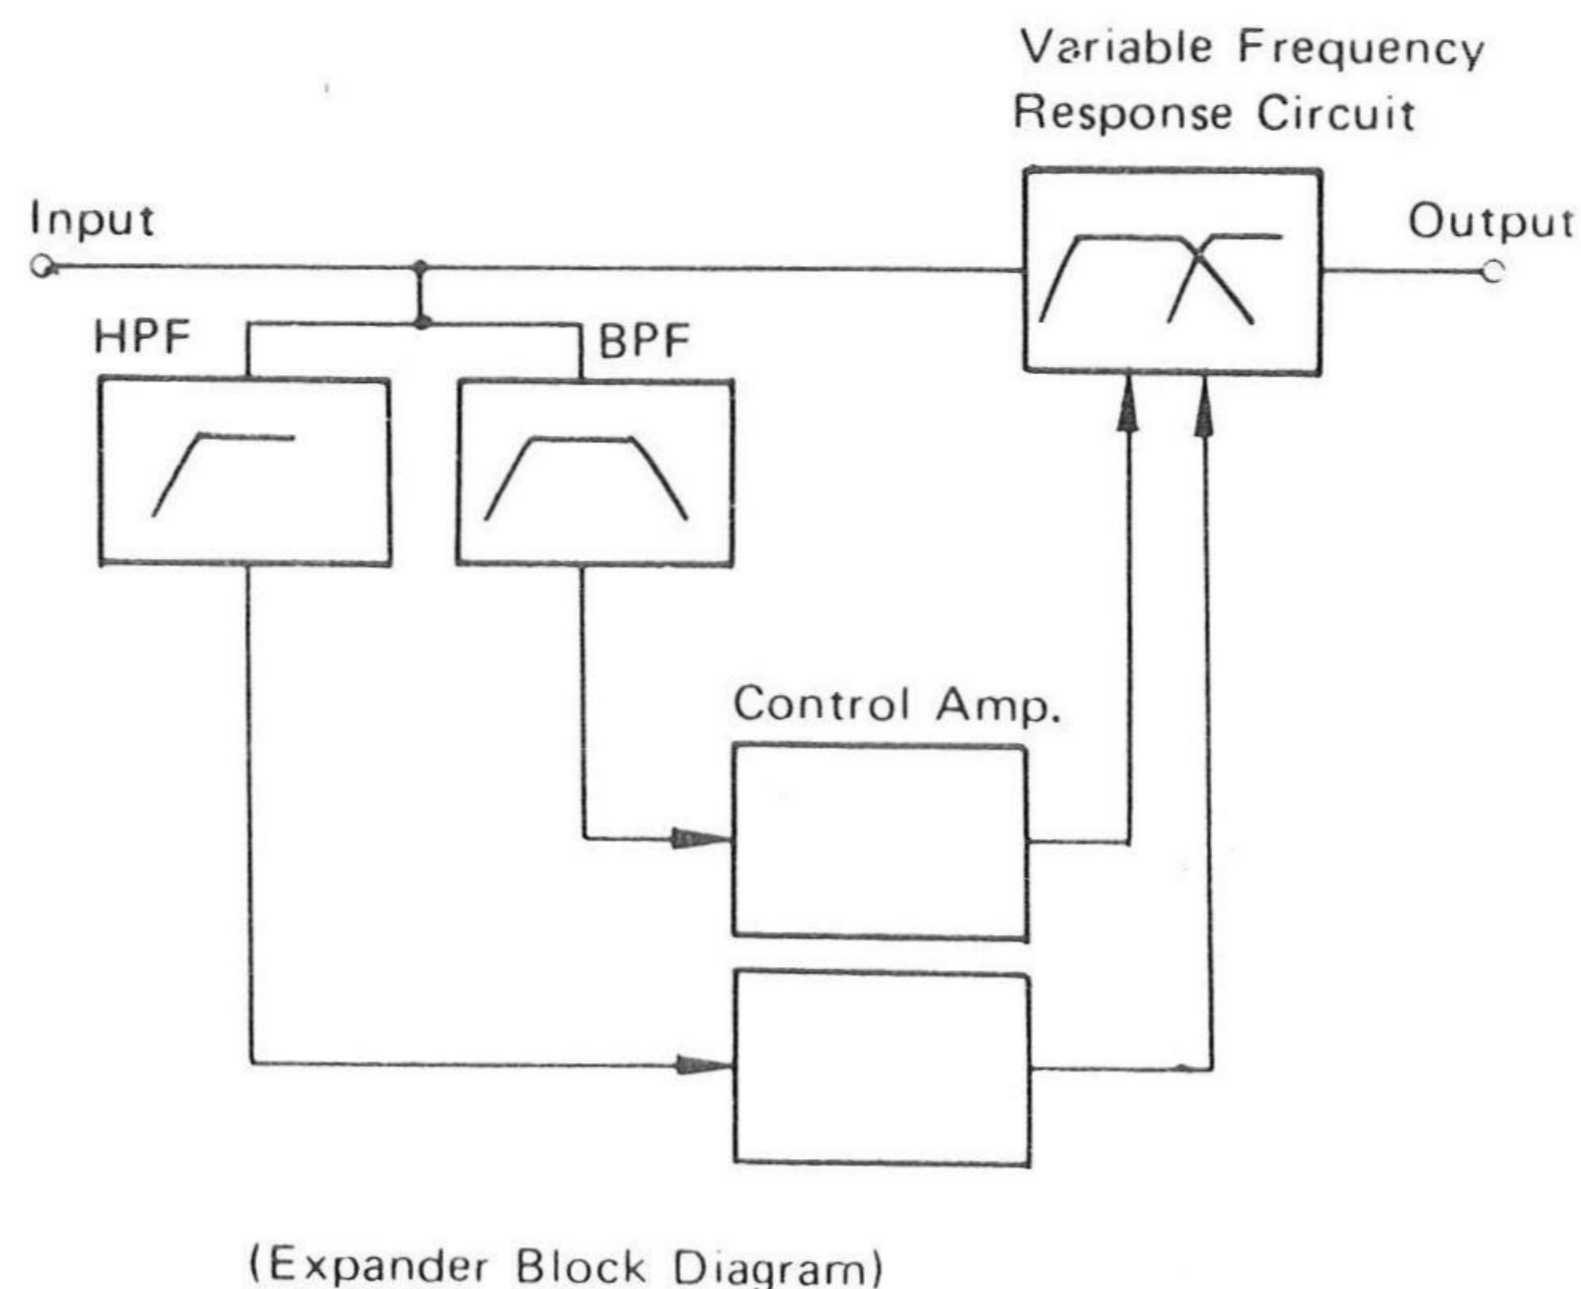 Variable Frequency
Response Circuit
Input
Output
HPF
BPF
Control Amp.
(Expander Block Diagram)